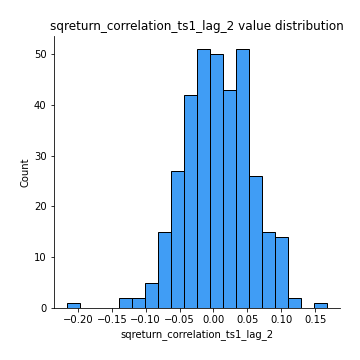 sqreturn_correlation_ts1_lag_2 value distribution
50
40
30
20
10
0
Count
−0.20 −0.15 −0.10 −0.05 0.00 0.05 0.10 0.15
sqreturn_correlation_ts1_lag_2